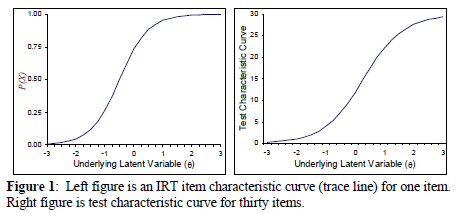 1.00
0.75
0.50
0.25
0.00
P(X)
-3 -2 -1 0 1 2 3
Underlying Latent Variable (θ)
30
25
20
15
10
5
0
Test Characteristic Curve
-3 -2 -1 0 1 2 3
Underlying Latent Variable (θ)
Figure 1: Left figure is an IRT item characteristic curve (trace line) for one item.
Right figure is test characteristic curve for thirty items.